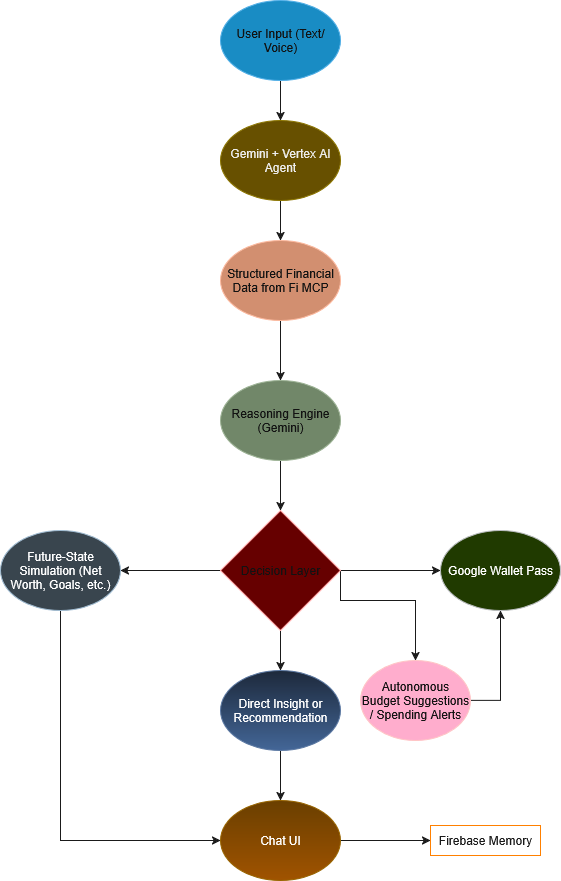 User Input (Text/
Voice)
Gemini + Vertex AI
Agent
Structured Financial
Data from Fi MCP
Reasoning Engine
(Gemini)
Future-State
Simulation (Net
Worth, Goals, etc.)
Decision Layer
Google Wallet Pass
Direct Insight or
Recommendation
Autonomous
Budget Suggestions
/ Spending Alerts
Chat UI
Firebase Memory